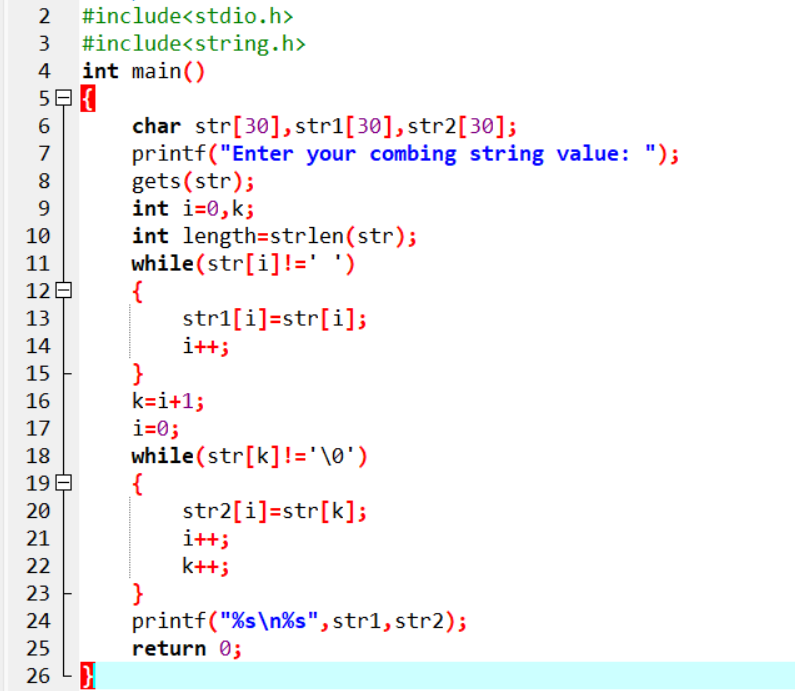 2 #include<stdio.h>
3 #include<string.h>
4 int main()
5 {
6 char str[30],str1[30],str2[30];
7 printf("Enter your combing string value: ");
8 gets(str);
9 int i=0,k;
10 int length=strlen(str);
11 while(str[i]!=' ')
12 {
13 str1[i]=str[i];
14 i++;
15 }
16 k=i+1;
17 i=0;
18 while(str[k]!='\0')
19 {
20 str2[i]=str[k];
21 i++;
22 k++;
23 }
24 printf("%s\n%s",str1,str2);
25 return 0;
26 }